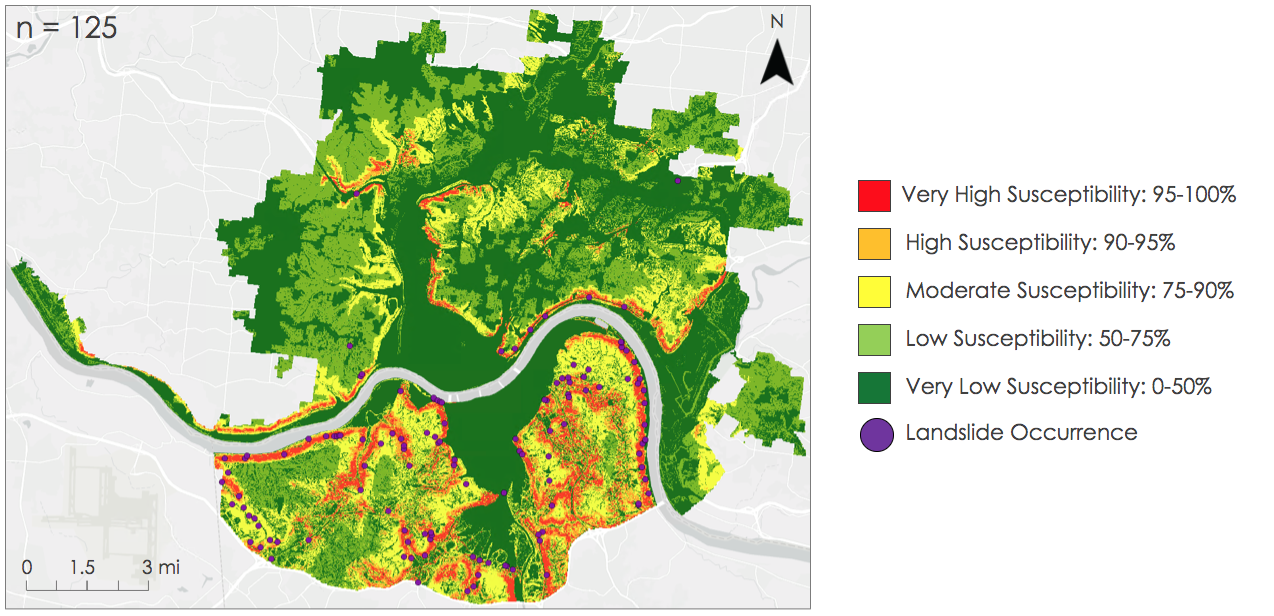 n = 125
N
Very High Susceptibility: 95-100%
High Susceptibility: 90-95%
Moderate Susceptibility: 75-90%
Low Susceptibility: 50-75%
Very Low Susceptibility: 0-50%
Landslide Occurrence
0 1.5 3 mi